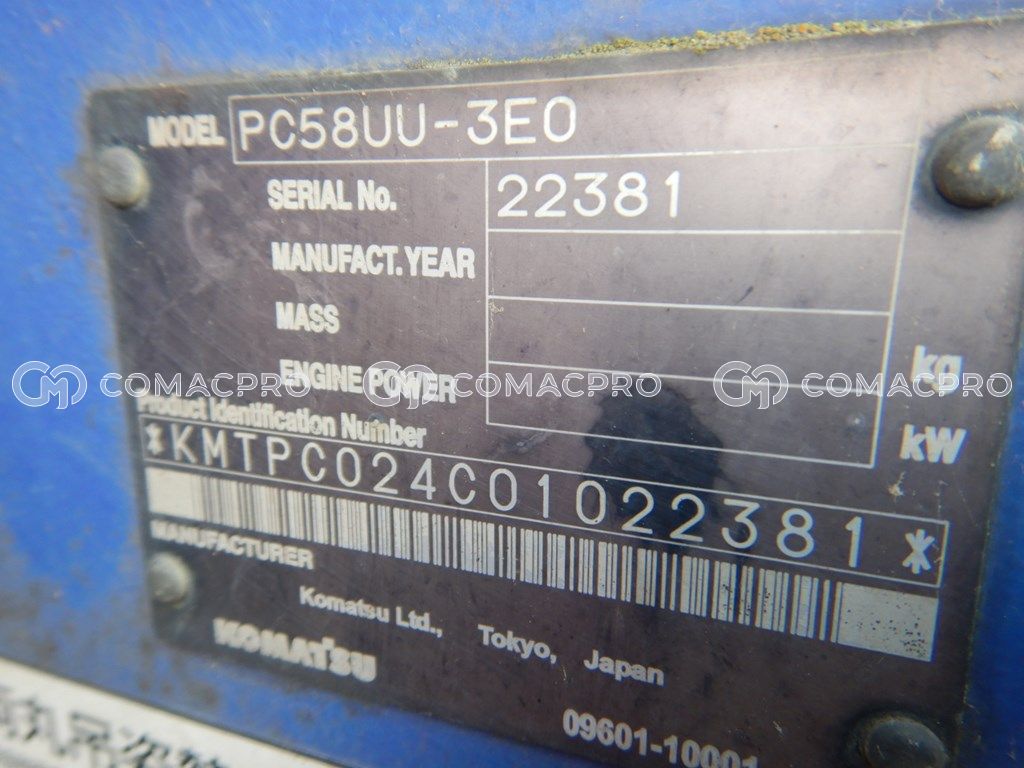 MODEL PC58UU-3E0
SERIAL No. 22381
MANUFACT. YEAR
MASS kg
ENGINE POWER kW
COMACPRO COMACPRO COMACPRO
Product Identification Number
*KMTPC024C01022381*
MANUFACTURER
Komatsu Ltd., Tokyo, Japan
KOMATSU
09601-10001